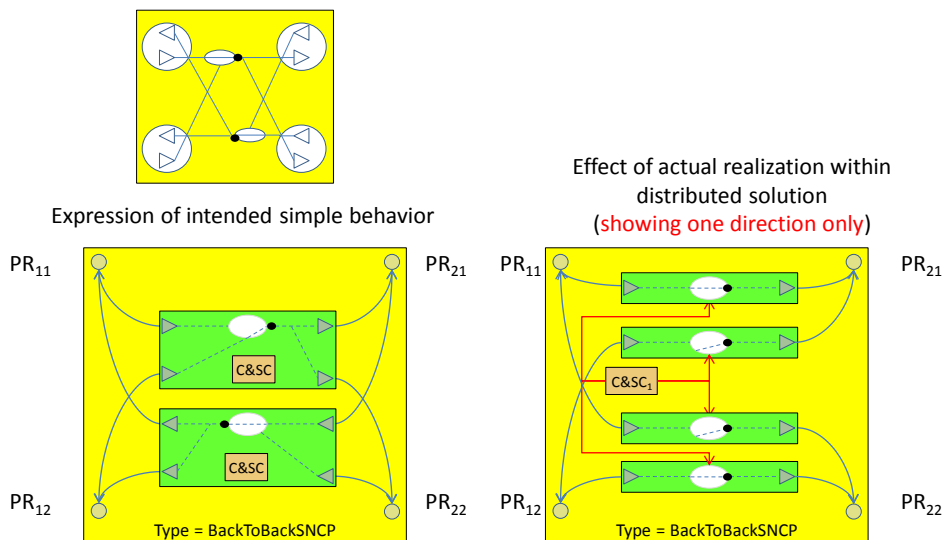 Expression of intended simple behavior
Effect of actual realization within
distributed solution
(showing one direction only)
PR11
PR21
C&SC
C&SC
PR12
PR22
Type = BackToBackSNCP
PR11
PR21
C&SC1
PR12
PR22
Type = BackToBackSNCP